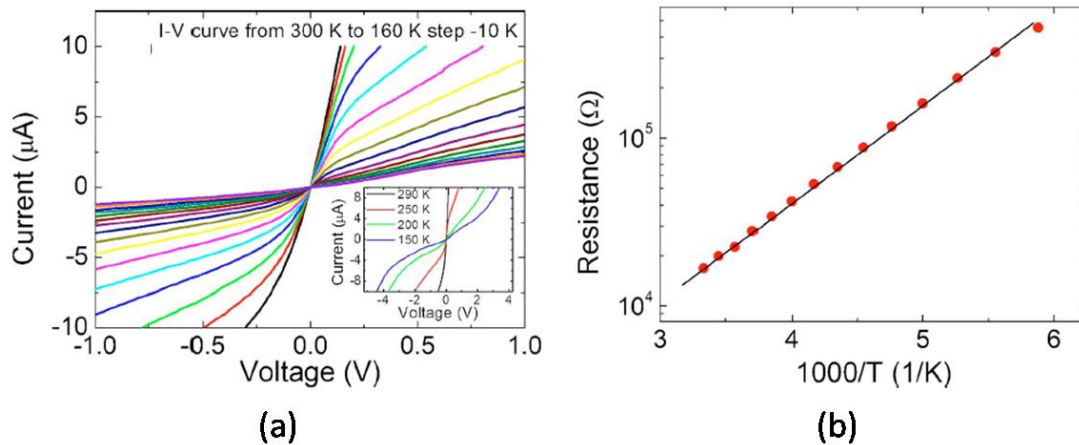 I-V curve from 300 K to 160 K step -10 K
10
5
0
-5
-10
Current (μA)
-1.0 -0.5 0.0 0.5 1.0
Voltage (V)
290 K
250 K
200 K
150 K
8
4
0
-4
-8
Current (μA)
-4 -2 0 2 4
Voltage (V)
(a)
Resistance (Ω)
10^5
10^4
3 4 5 6
1000/T (1/K)
(b)